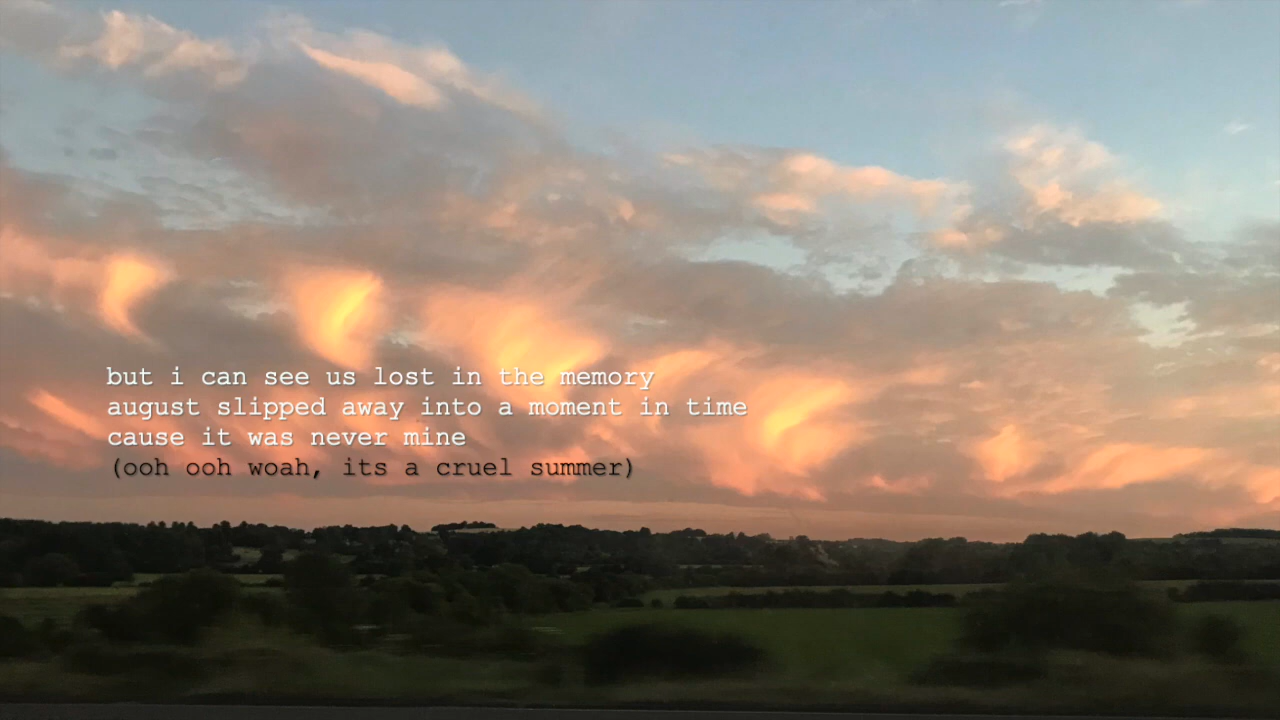 but i can see us lost in the memory
august slipped away into a moment in time
cause it was never mine
(ooh ooh woah, its a cruel summer)